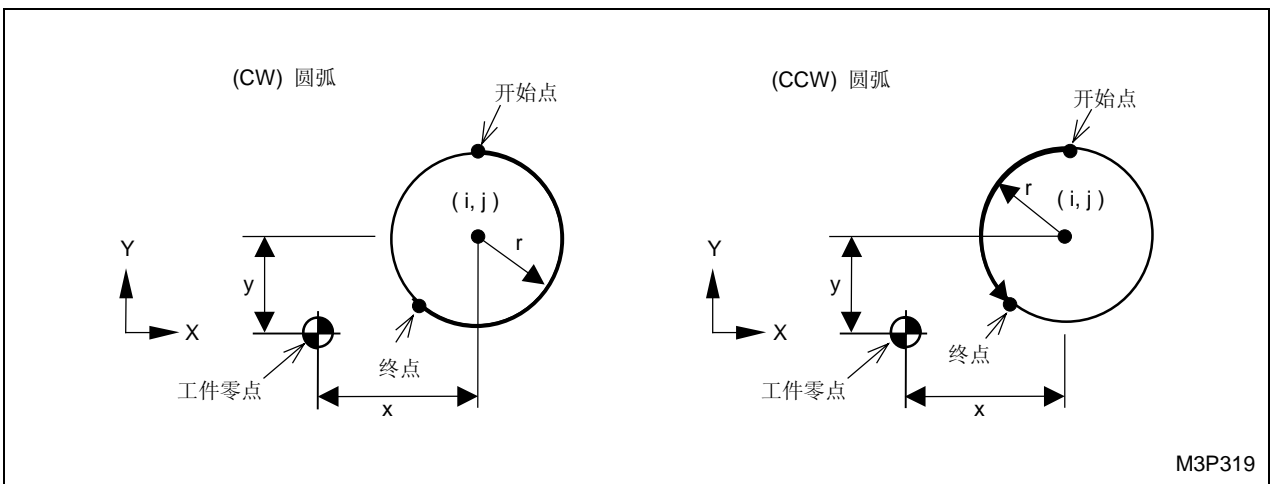 (CW) 圆弧
开始点
( i, j )
r
Y
y
X
终点
工件零点
x
(CCW) 圆弧
开始点
r
( i, j )
Y
y
X
终点
工件零点
x
M3P319